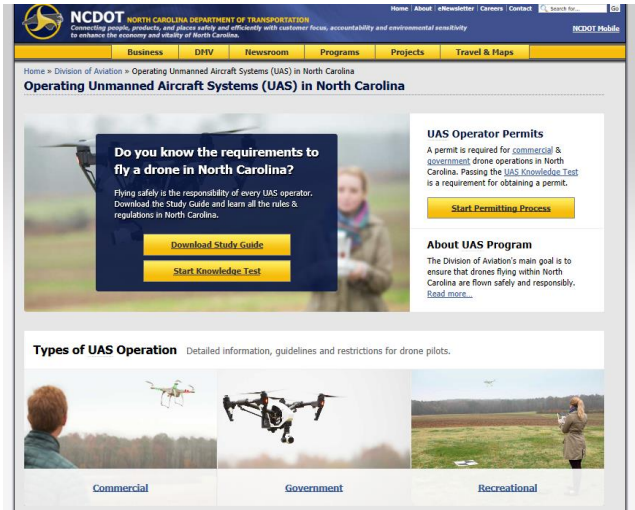 Home | About | eNewsletter | Careers | Contact
Search for...
Go
NCDOT NORTH CAROLINA DEPARTMENT OF TRANSPORTATION
Connecting people, products, and places safely and efficiently with customer focus, accountability and environmental sensitivity
to enhance the economy and vitality of North Carolina.
NCDOT Mobile
Business DMV Newsroom Programs Projects Travel & Maps
Home » Division of Aviation » Operating Unmanned Aircraft Systems (UAS) in North Carolina
Operating Unmanned Aircraft Systems (UAS) in North Carolina
Do you know the requirements to
fly a drone in North Carolina?
Flying safely is the responsibility of every UAS operator.
Download the Study Guide and learn all the rules &
regulations in North Carolina.
Download Study Guide
Start Knowledge Test
UAS Operator Permits
A permit is required for commercial &
government drone operations in North
Carolina. Passing the UAS Knowledge Test
is a requirement for obtaining a permit.
Start Permitting Process
About UAS Program
The Division of Aviation's main goal is to
ensure that drones flying within North
Carolina are flown safely and responsibly.
Read more...
Types of UAS Operation Detailed information, guidelines and restrictions for drone pilots.
Commercial
Government
Recreational